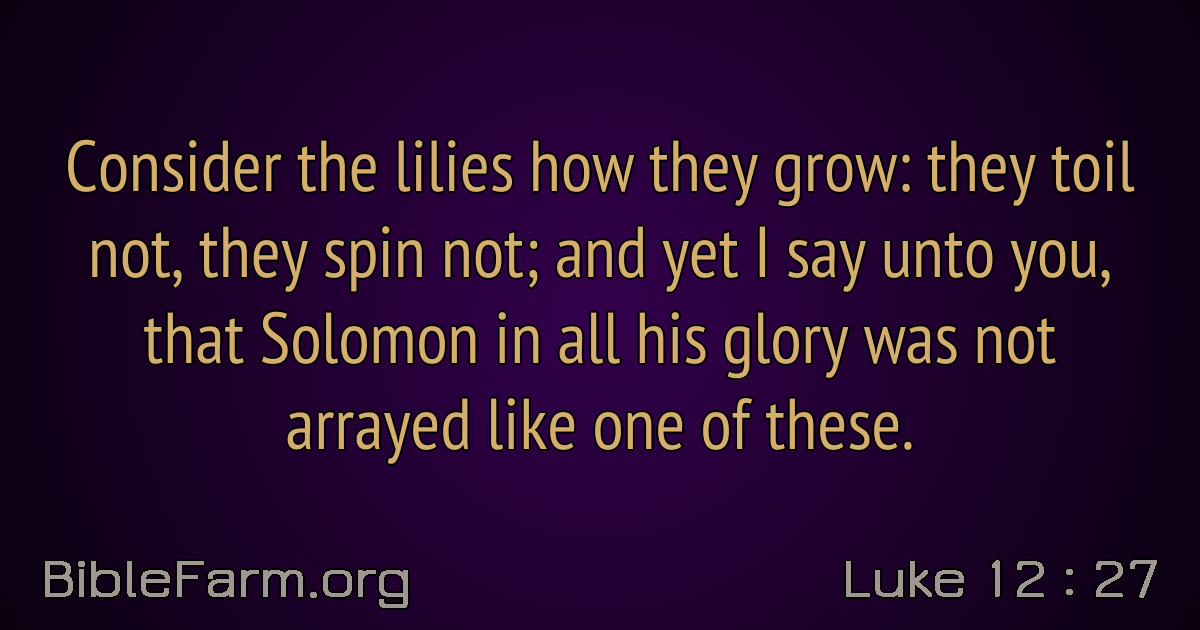 Consider the lilies how they grow: they toil
not, they spin not; and yet I say unto you,
that Solomon in all his glory was not
arrayed like one of these.
BibleFarm.org
Luke 12 : 27